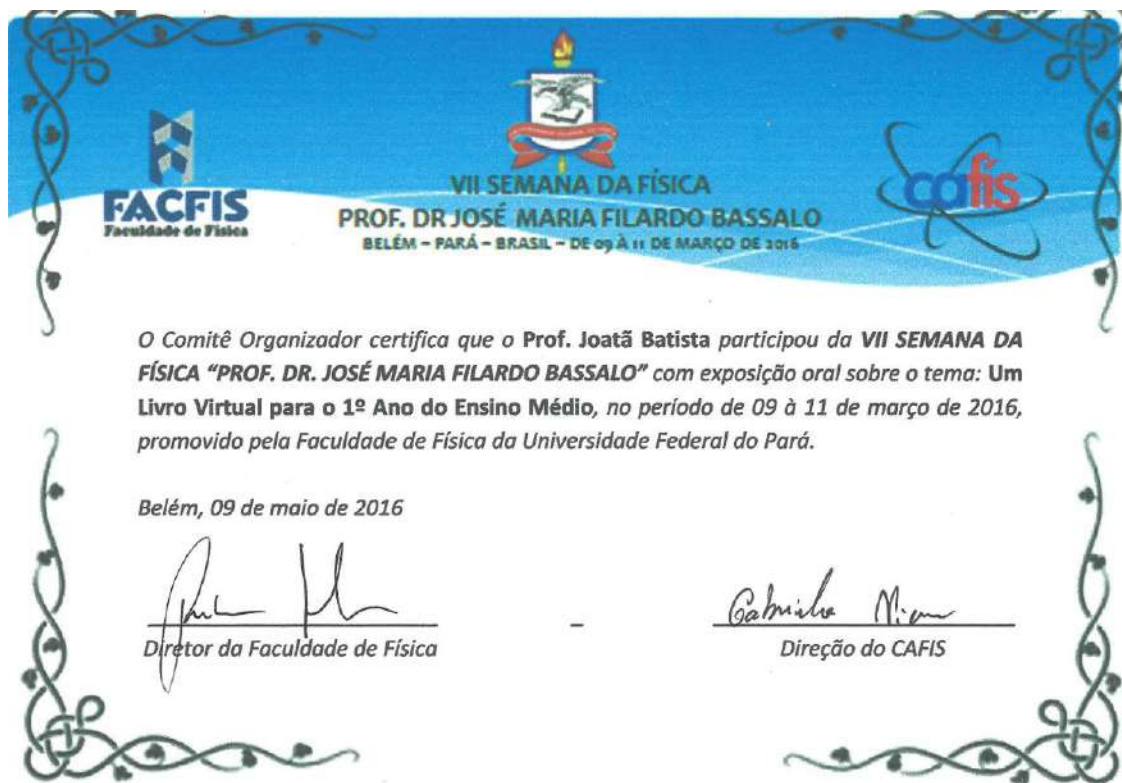 VII SEMANA DA FÍSICA
PROF. DR JOSÉ MARIA FILARDO BASSALO
BELÉM – PARÁ – BRASIL – DE 09 À 11 DE MARÇO DE 2016
FACFIS
Faculdade de Física
cafis
O Comitê Organizador certifica que o Prof. Joatã Batista participou da VII SEMANA DA
FÍSICA “PROF. DR. JOSÉ MARIA FILARDO BASSALO” com exposição oral sobre o tema: Um
Livro Virtual para o 1º Ano do Ensino Médio, no período de 09 à 11 de março de 2016,
promovido pela Faculdade de Física da Universidade Federal do Pará.
Belém, 09 de maio de 2016
Diretor da Faculdade de Física
–
Direção do CAFIS